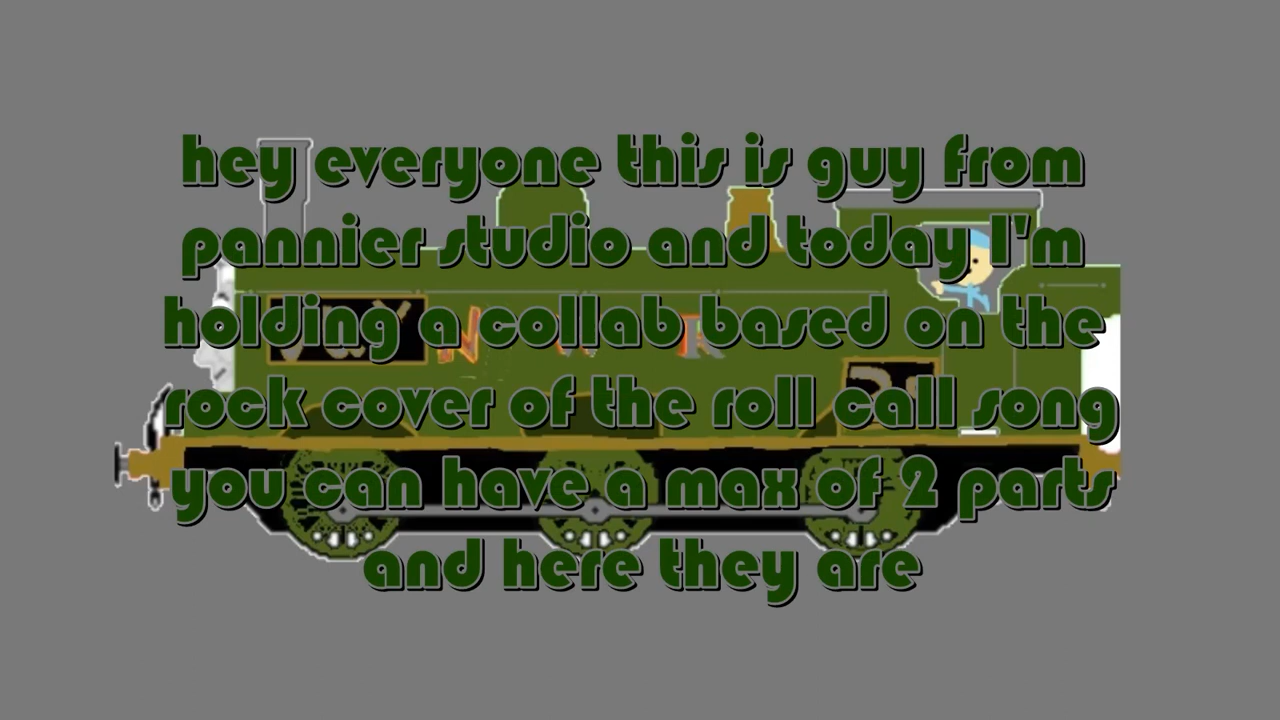 hey everyone this is guy from
pannier studio and today I'm
holding a collab based on the
rock cover of the roll call song
you can have a max of 2 parts
and here they are